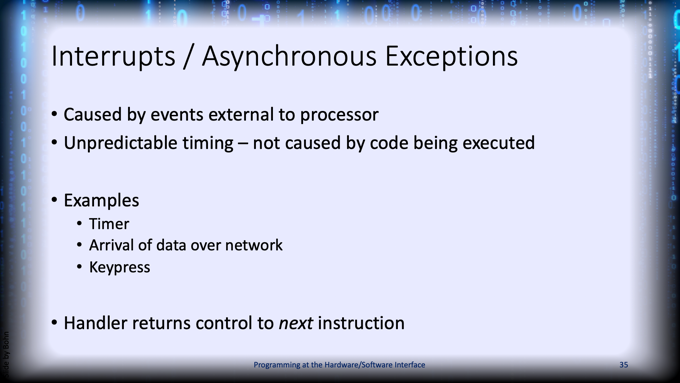 Interrupts / Asynchronous Exceptions
• Caused by events external to processor
• Unpredictable timing – not caused by code being executed
• Examples
• Timer
• Arrival of data over network
• Keypress
• Handler returns control to next instruction
Programming at the Hardware/Software Interface
35